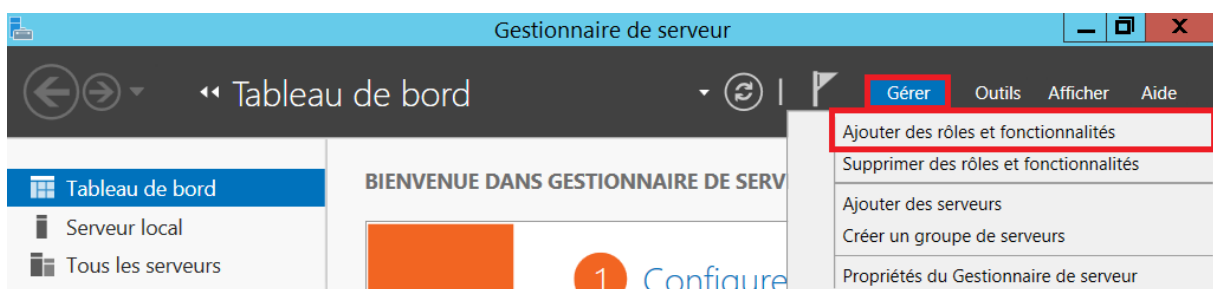 Gestionnaire de serveur
Tableau de bord
Gérer Outils Afficher Aide
Ajouter des rôles et fonctionnalités
Supprimer des rôles et fonctionnalités
Ajouter des serveurs
Créer un groupe de serveurs
Propriétés du Gestionnaire de serveur
Tableau de bord
Serveur local
Tous les serveurs
BIENVENUE DANS GESTIONNAIRE DE SERV
1 Configure